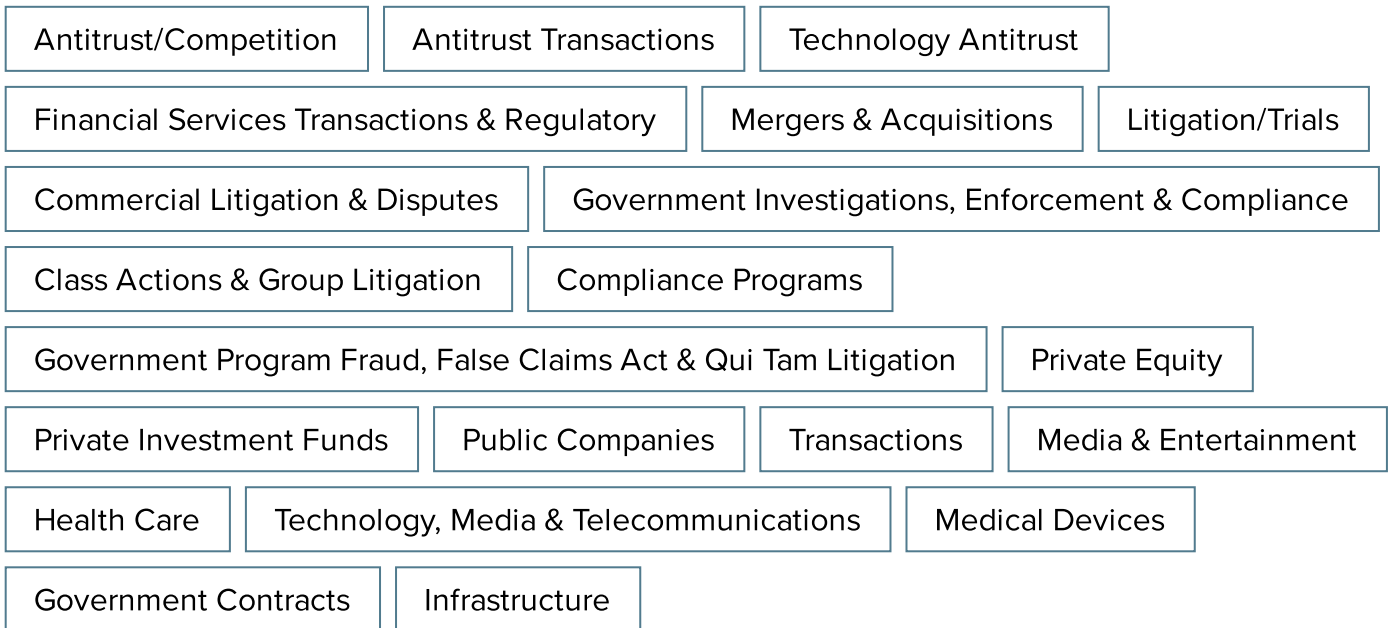 Antitrust/Competition Antitrust Transactions Technology Antitrust
Financial Services Transactions & Regulatory Mergers & Acquisitions Litigation/Trials
Commercial Litigation & Disputes Government Investigations, Enforcement & Compliance
Class Actions & Group Litigation Compliance Programs
Government Program Fraud, False Claims Act & Qui Tam Litigation Private Equity
Private Investment Funds Public Companies Transactions Media & Entertainment
Health Care Technology, Media & Telecommunications Medical Devices
Government Contracts Infrastructure